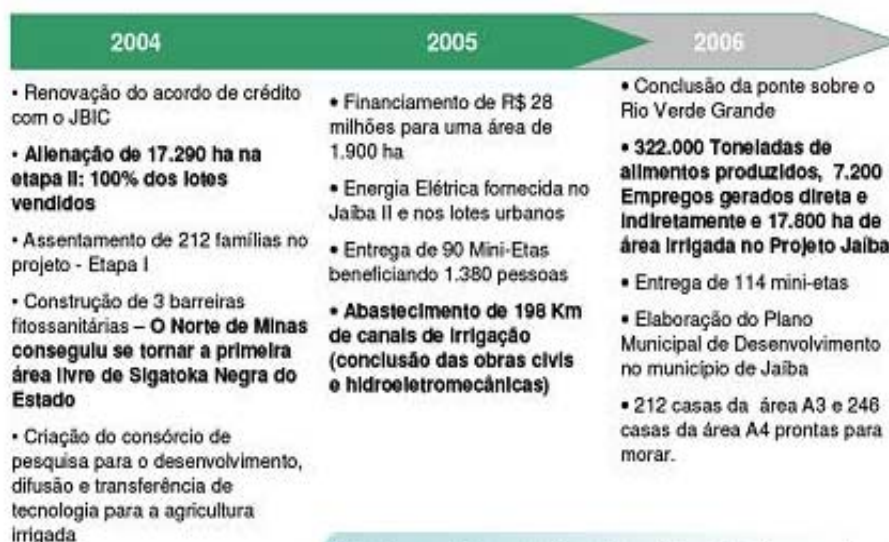 2004
• Renovação do acordo de crédito
com o JBIC
• Alienação de 17.290 ha na
etapa II: 100% dos lotes
vendidos
• Assentamento de 212 famílias no
projeto - Etapa I
• Construção de 3 barreiras
fitossanitárias – O Norte de Minas
conseguiu se tornar a primeira
área livre de Sigatoka Negra do
Estado
• Criação do consórcio de
pesquisa para o desenvolvimento,
difusão e transferência de
tecnologia para a agricultura
irrigada
2005
• Financiamento de R$ 28
milhões para uma área de
1.900 ha
• Energia Elétrica fornecida no
Jaíba II e nos lotes urbanos
• Entrega de 90 Mini-Etas
beneficiando 1.380 pessoas
• Abastecimento de 198 Km
de canais de irrigação
(conclusão das obras civis
e hidroeletromecânicas)
2006
• Conclusão da ponte sobre o
Rio Verde Grande
• 322.000 Toneladas de
alimentos produzidos, 7.200
Empregos gerados direta e
indiretamente e 17.800 ha de
área irrigada no Projeto Jaíba
• Entrega de 114 mini-etas
• Elaboração do Plano
Municipal de Desenvolvimento
no município de Jaíba
• 212 casas da área A3 e 246
casas da área A4 prontas para
morar.